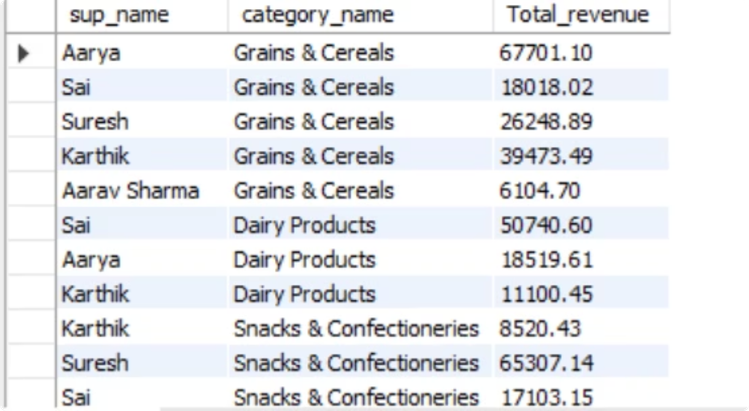 sup_name category_name Total_revenue
Aarya Grains & Cereals 67701.10
Sai Grains & Cereals 18018.02
Suresh Grains & Cereals 26248.89
Karthik Grains & Cereals 39473.49
Aarav Sharma Grains & Cereals 6104.70
Sai Dairy Products 50740.60
Aarya Dairy Products 18519.61
Karthik Dairy Products 11100.45
Karthik Snacks & Confectioneries 8520.43
Suresh Snacks & Confectioneries 65307.14
Sai Snacks & Confectioneries 17103.15